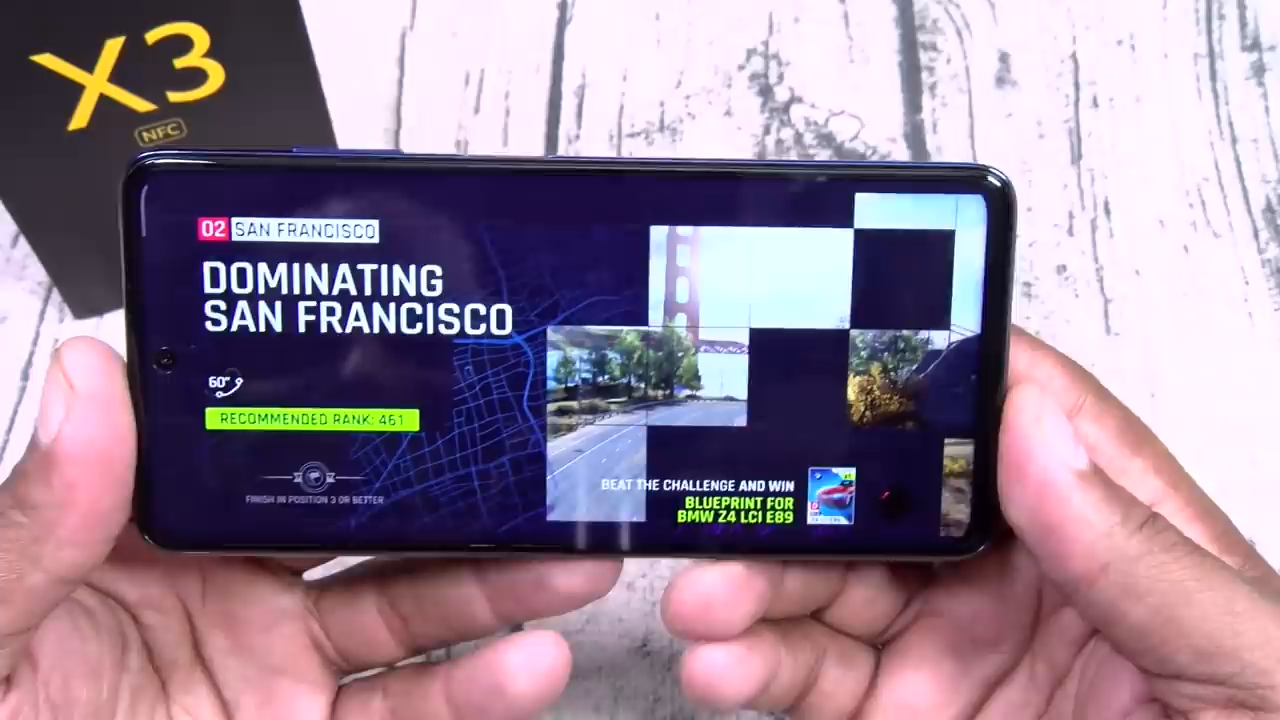 X3
NFC
02 SAN FRANCISCO
DOMINATING
SAN FRANCISCO
60"
RECOMMENDED RANK: 461
FINISH IN POSITION 3 OR BETTER
BEAT THE CHALLENGE AND WIN
BLUEPRINT FOR
BMW Z4 LCI E89